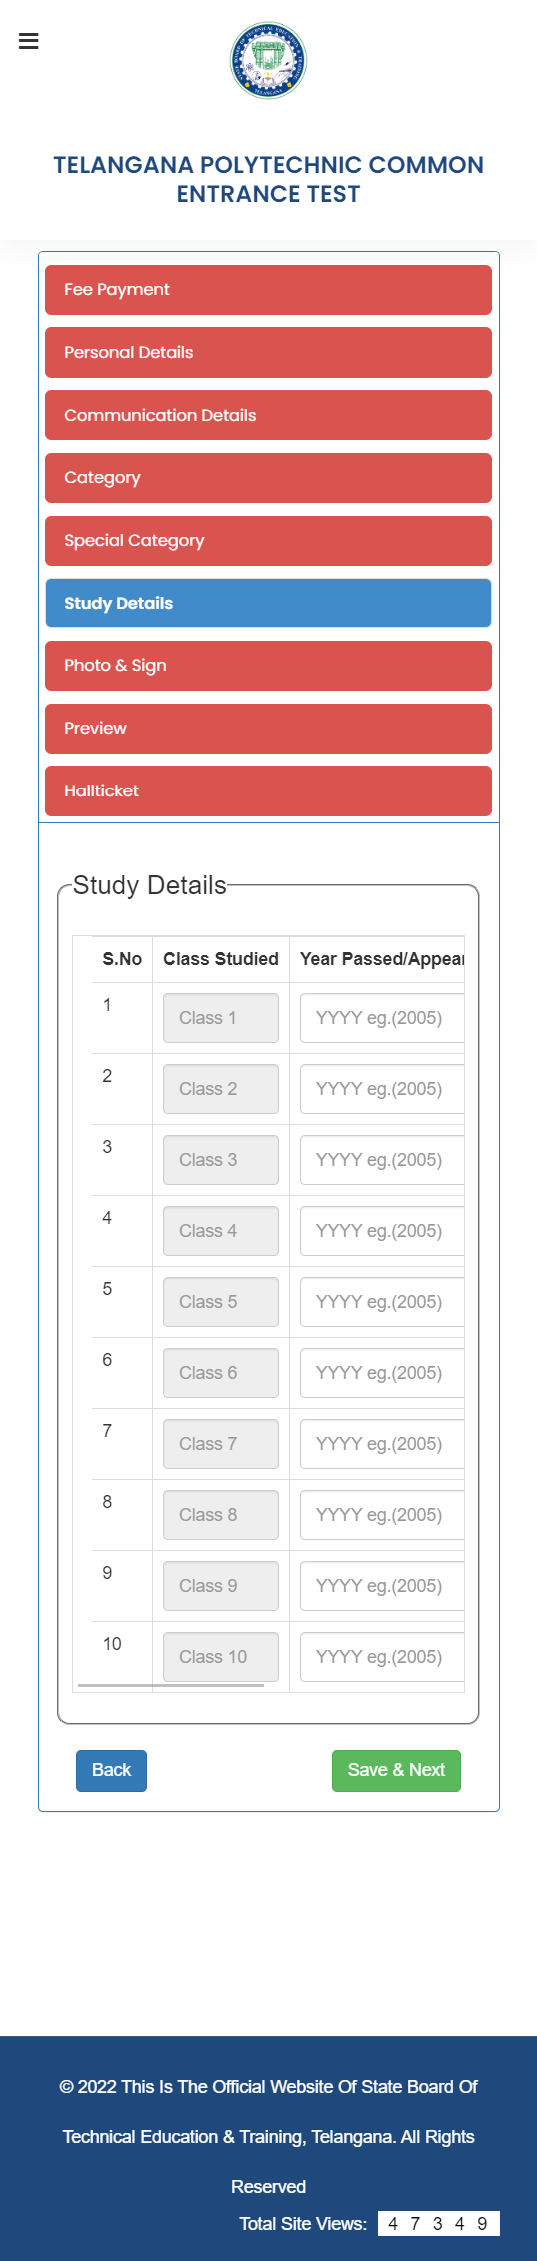 TELANGANA POLYTECHNIC COMMON
ENTRANCE TEST
Fee Payment
Personal Details
Communication Details
Category
Special Category
Study Details
Photo & Sign
Preview
Hallticket
Study Details
S.No Class Studied Year Passed/Appear
1 Class 1 YYYY eg.(2005)
2 Class 2 YYYY eg.(2005)
3 Class 3 YYYY eg.(2005)
4 Class 4 YYYY eg.(2005)
5 Class 5 YYYY eg.(2005)
6 Class 6 YYYY eg.(2005)
7 Class 7 YYYY eg.(2005)
8 Class 8 YYYY eg.(2005)
9 Class 9 YYYY eg.(2005)
10 Class 10 YYYY eg.(2005)
Back Save & Next
© 2022 This Is The Official Website Of State Board Of
Technical Education & Training, Telangana. All Rights
Reserved
Total Site Views: 4 7 3 4 9